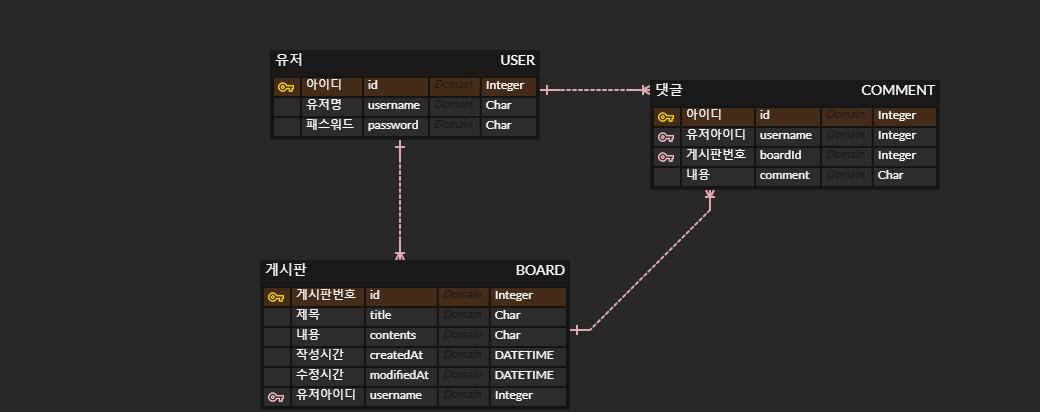 유저 USER
아이디 id Domain Integer
유저명 username Domain Char
패스워드 password Domain Char
댓글 COMMENT
아이디 id Domain Integer
유저아이디 username Domain Integer
게시판번호 boardId Domain Integer
내용 comment Domain Char
게시판 BOARD
게시판번호 id Domain Integer
제목 title Domain Char
내용 contents Domain Char
작성시간 createdAt Domain DATETIME
수정시간 modifiedAt Domain DATETIME
유저아이디 username Domain Integer